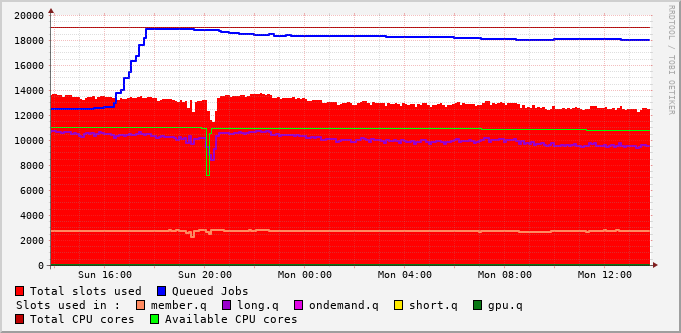 20000
18000
16000
14000
12000
10000
8000
6000
4000
2000
0
Sun 16:00 Sun 20:00 Mon 00:00 Mon 04:00 Mon 08:00 Mon 12:00
RRDTOOL / TOBI OETIKER
Total slots used Queued Jobs
Slots used in : member.q long.q ondemand.q short.q gpu.q
Total CPU cores Available CPU cores